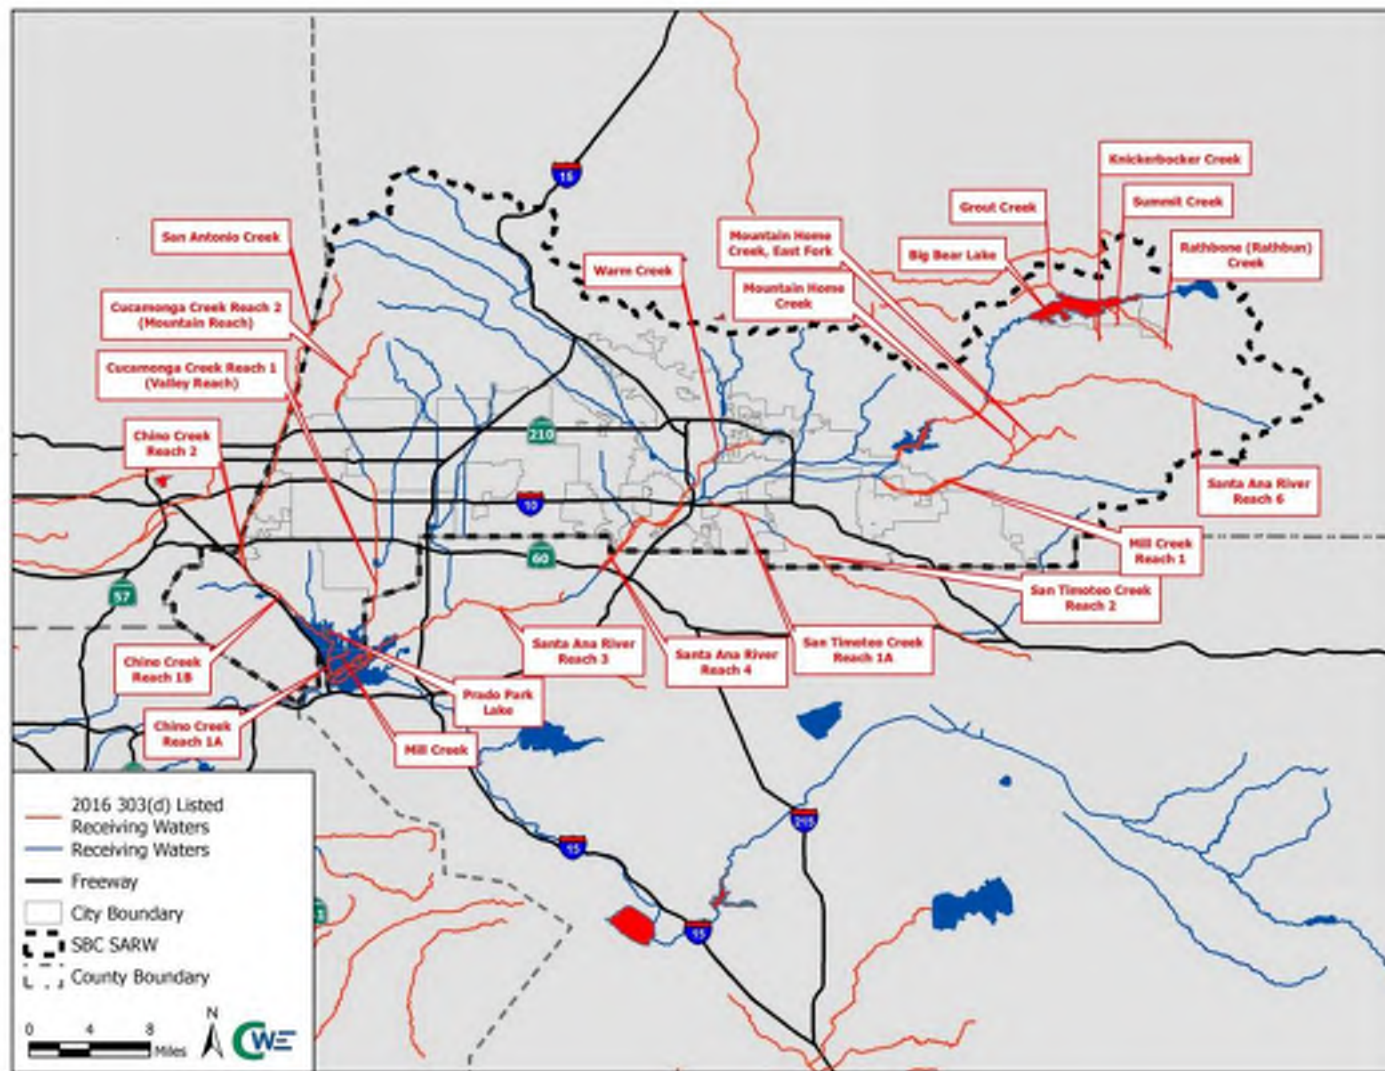 15
Knickerbocker Creek
Grout Creek
Summit Creek
San Antonio Creek
Mountain Home
Creek, East Fork
Big Bear Lake
Rathbone (Rathbun)
Creek
Warm Creek
Mountain Home
Creek
Cucamonga Creek Reach 2
(Mountain Reach)
Cucamonga Creek Reach 1
(Valley Reach)
Chino Creek
Reach 2
210
Santa Ana River
Reach 6
10
60
Mill Creek
Reach 1
57
San Timoteo Creek
Reach 2
Santa Ana River
Reach 3
Santa Ana River
Reach 4
San Timoteo Creek
Reach 1A
Chino Creek
Reach 1B
Prado Park
Lake
Chino Creek
Reach 1A
Mill Creek
215
15
15
2016 303(d) Listed
Receiving Waters
Receiving Waters
Freeway
City Boundary
SBC SARW
County Boundary
N
0 4 8
Miles
CWE